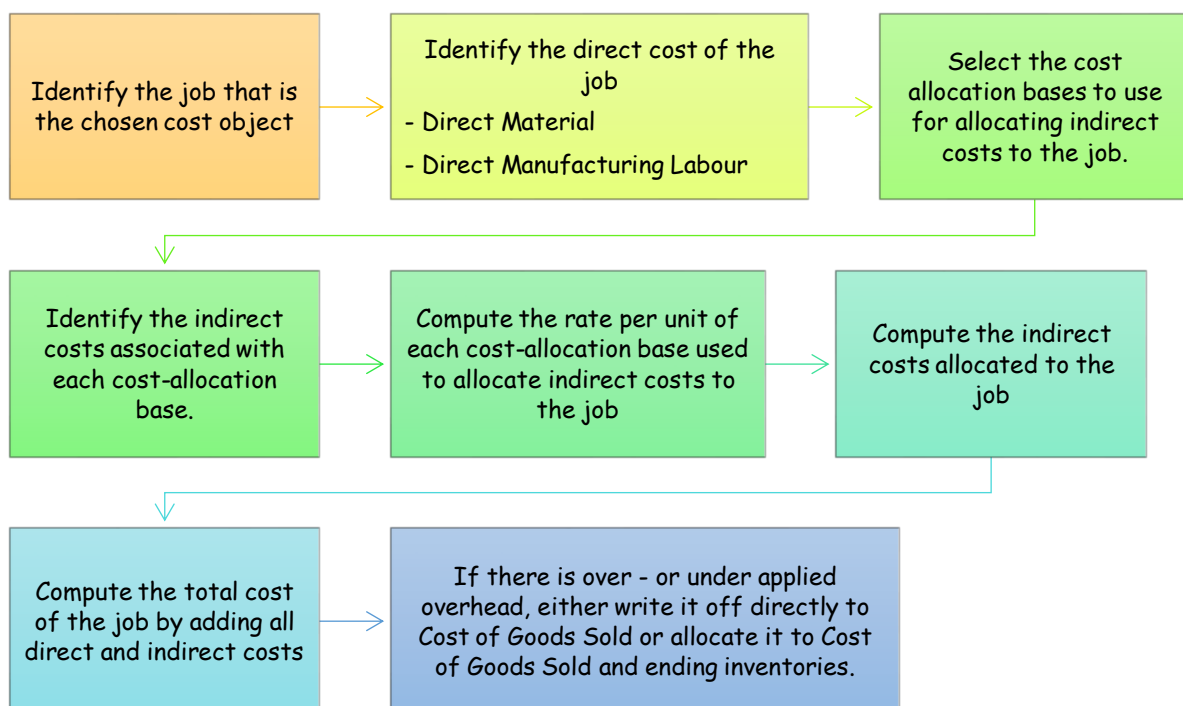 Identify the job that is
the chosen cost object
Identify the direct cost of the
job
- Direct Material
- Direct Manufacturing Labour
Select the cost
allocation bases to use
for allocating indirect
costs to the job.
Identify the indirect
costs associated with
each cost-allocation
base.
Compute the rate per unit of
each cost-allocation base used
to allocate indirect costs to
the job
Compute the indirect
costs allocated to the
job
Compute the total cost
of the job by adding all
direct and indirect costs
If there is over - or under applied
overhead, either write it off directly to
Cost of Goods Sold or allocate it to Cost
of Goods Sold and ending inventories.